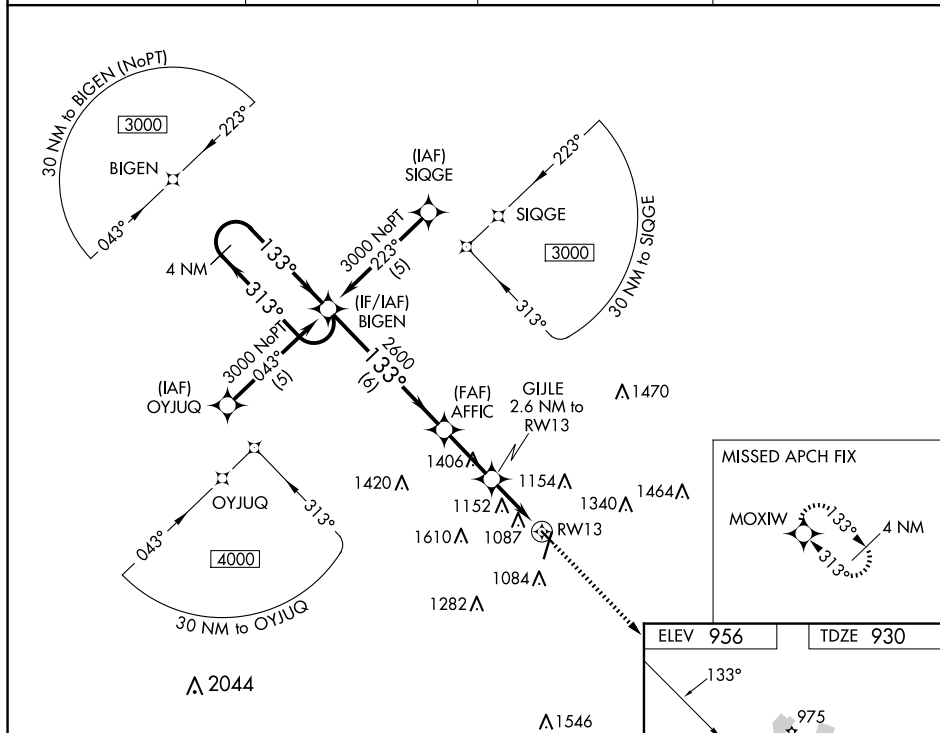 30 NM to BIGEN (NoPT)
3000
223°
BIGEN
043°
(IAF)
SIQGE
223°
SIQGE
3000
313°
30 NM to SIQGE
3000 NoPT
223°
(5)
133°
4 NM
313°
(IF/IAF)
BIGEN
3000 NoPT
043°
(5)
(IAF)
OYJUQ
2600
133°
(6)
(FAF)
AFFIC
GIJLE
2.6 NM to
RW13
1470
1406
1420
1154
1152
1340
1464
1610
1087
RW13
1084
1282
OYJUQ
043°
313°
4000
30 NM to OYJUQ
2044
1546
MISSED APCH FIX
MOXIW
133°
313°
4 NM
ELEV 956
TDZE 930
133°
975